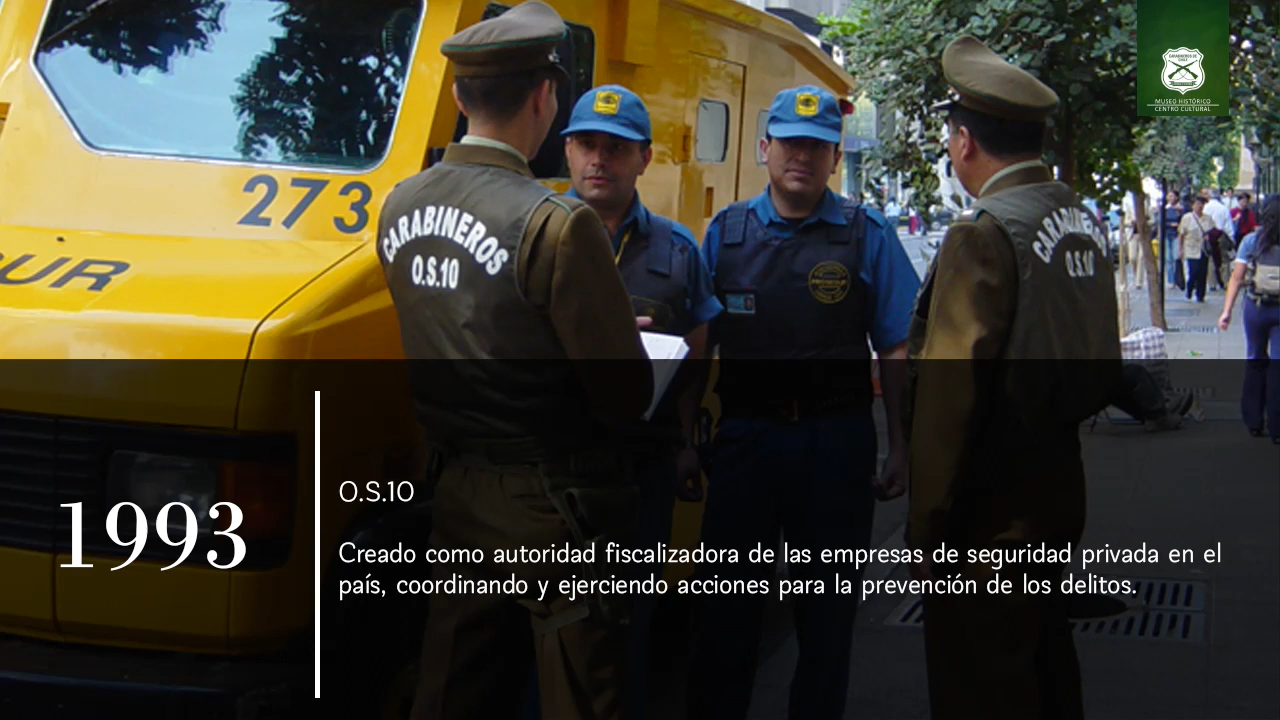 MUSEO HISTÓRICO
CENTRO CULTURAL
273
CARABINEROS
O.S.10
CARABINEROS
O.S.10
1993
O.S.10
Creado como autoridad fiscalizadora de las empresas de seguridad privada en el
país, coordinando y ejerciendo acciones para la prevención de los delitos.